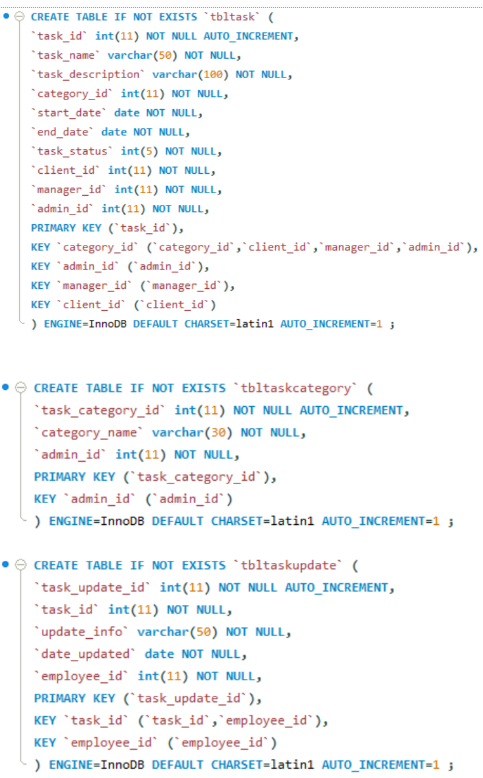 CREATE TABLE IF NOT EXISTS `tbltask` (
`task_id` int(11) NOT NULL AUTO_INCREMENT,
`task_name` varchar(50) NOT NULL,
`task_description` varchar(100) NOT NULL,
`category_id` int(11) NOT NULL,
`start_date` date NOT NULL,
`end_date` date NOT NULL,
`task_status` int(5) NOT NULL,
`client_id` int(11) NOT NULL,
`manager_id` int(11) NOT NULL,
`admin_id` int(11) NOT NULL,
PRIMARY KEY (`task_id`),
KEY `category_id` (`category_id`,`client_id`,`manager_id`,`admin_id`),
KEY `admin_id` (`admin_id`),
KEY `manager_id` (`manager_id`),
KEY `client_id` (`client_id`)
) ENGINE=InnoDB DEFAULT CHARSET=latin1 AUTO_INCREMENT=1 ;
CREATE TABLE IF NOT EXISTS `tbltaskcategory` (
`task_category_id` int(11) NOT NULL AUTO_INCREMENT,
`category_name` varchar(30) NOT NULL,
`admin_id` int(11) NOT NULL,
PRIMARY KEY (`task_category_id`),
KEY `admin_id` (`admin_id`)
) ENGINE=InnoDB DEFAULT CHARSET=latin1 AUTO_INCREMENT=1 ;
CREATE TABLE IF NOT EXISTS `tbltaskupdate` (
`task_update_id` int(11) NOT NULL AUTO_INCREMENT,
`task_id` int(11) NOT NULL,
`update_info` varchar(50) NOT NULL,
`date_updated` date NOT NULL,
`employee_id` int(11) NOT NULL,
PRIMARY KEY (`task_update_id`),
KEY `task_id` (`task_id`,`employee_id`),
KEY `employee_id` (`employee_id`)
) ENGINE=InnoDB DEFAULT CHARSET=latin1 AUTO_INCREMENT=1 ;